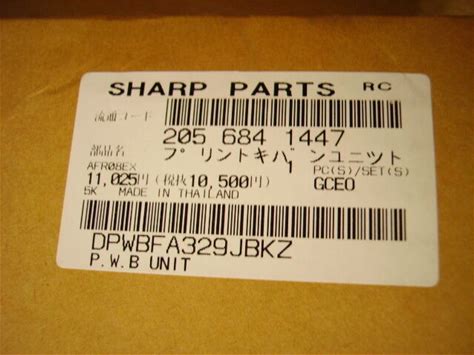 SHARP PARTS RC
流通コード
205 684 1447
部品名 プリントキバンユニット
AFR08EX 1 PC(S)/SET(S)
11,025円(税抜10,500円) GCEO
5K MADE IN THAILAND
DPWBFA329JBKZ
P.W.B UNIT